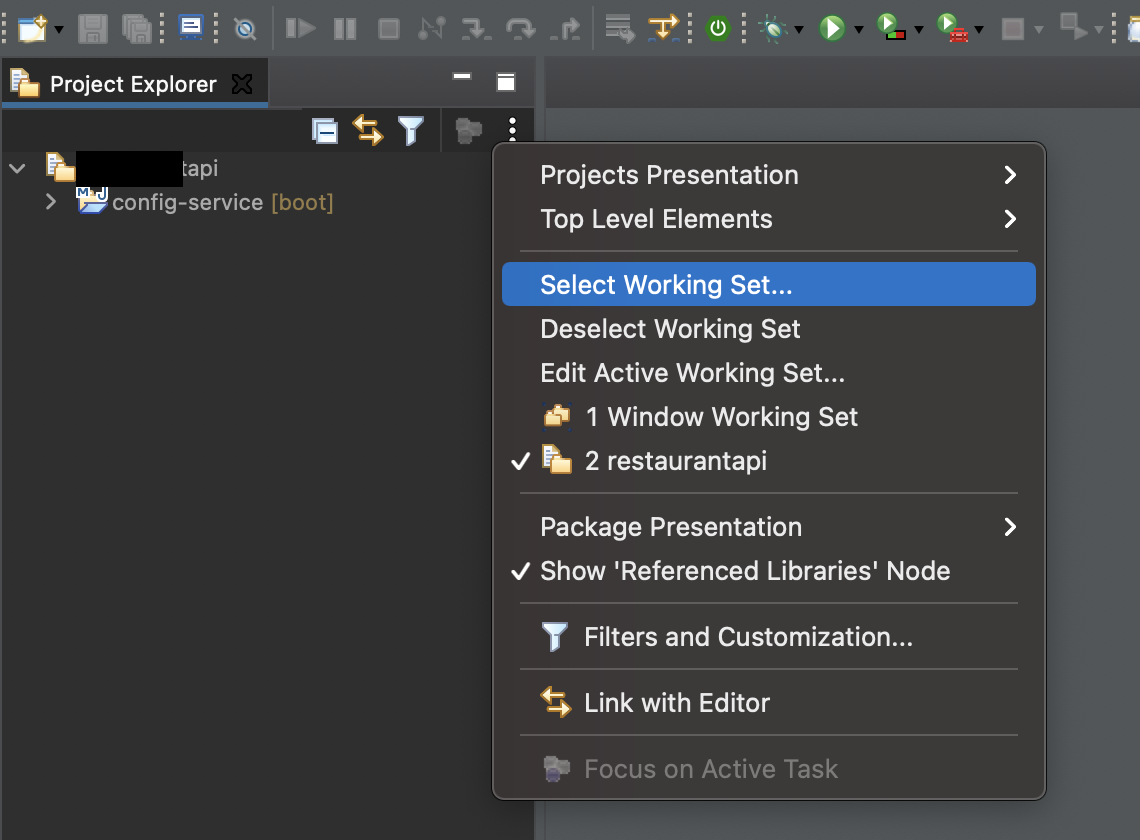 Project Explorer
tapi
config-service [boot]
Projects Presentation
Top Level Elements
Select Working Set...
Deselect Working Set
Edit Active Working Set...
1 Window Working Set
2 restaurantapi
Package Presentation
Show 'Referenced Libraries' Node
Filters and Customization...
Link with Editor
Focus on Active Task